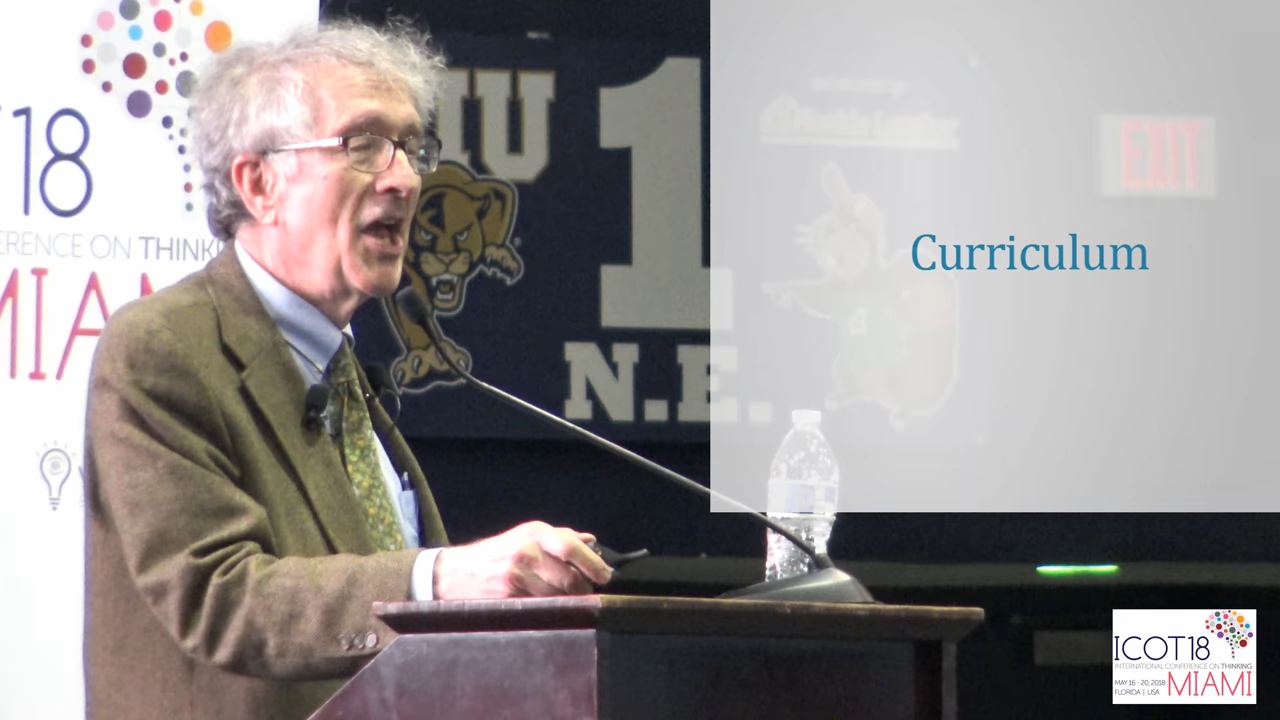 18
ERENCE ON THINKI
MIAM
IU
1
N.E.
Curriculum
EXIT
ICOT18
INTERNATIONAL CONFERENCE ON THINKING
MAY 16 - 20, 2018
FLORIDA | USA
MIAMI